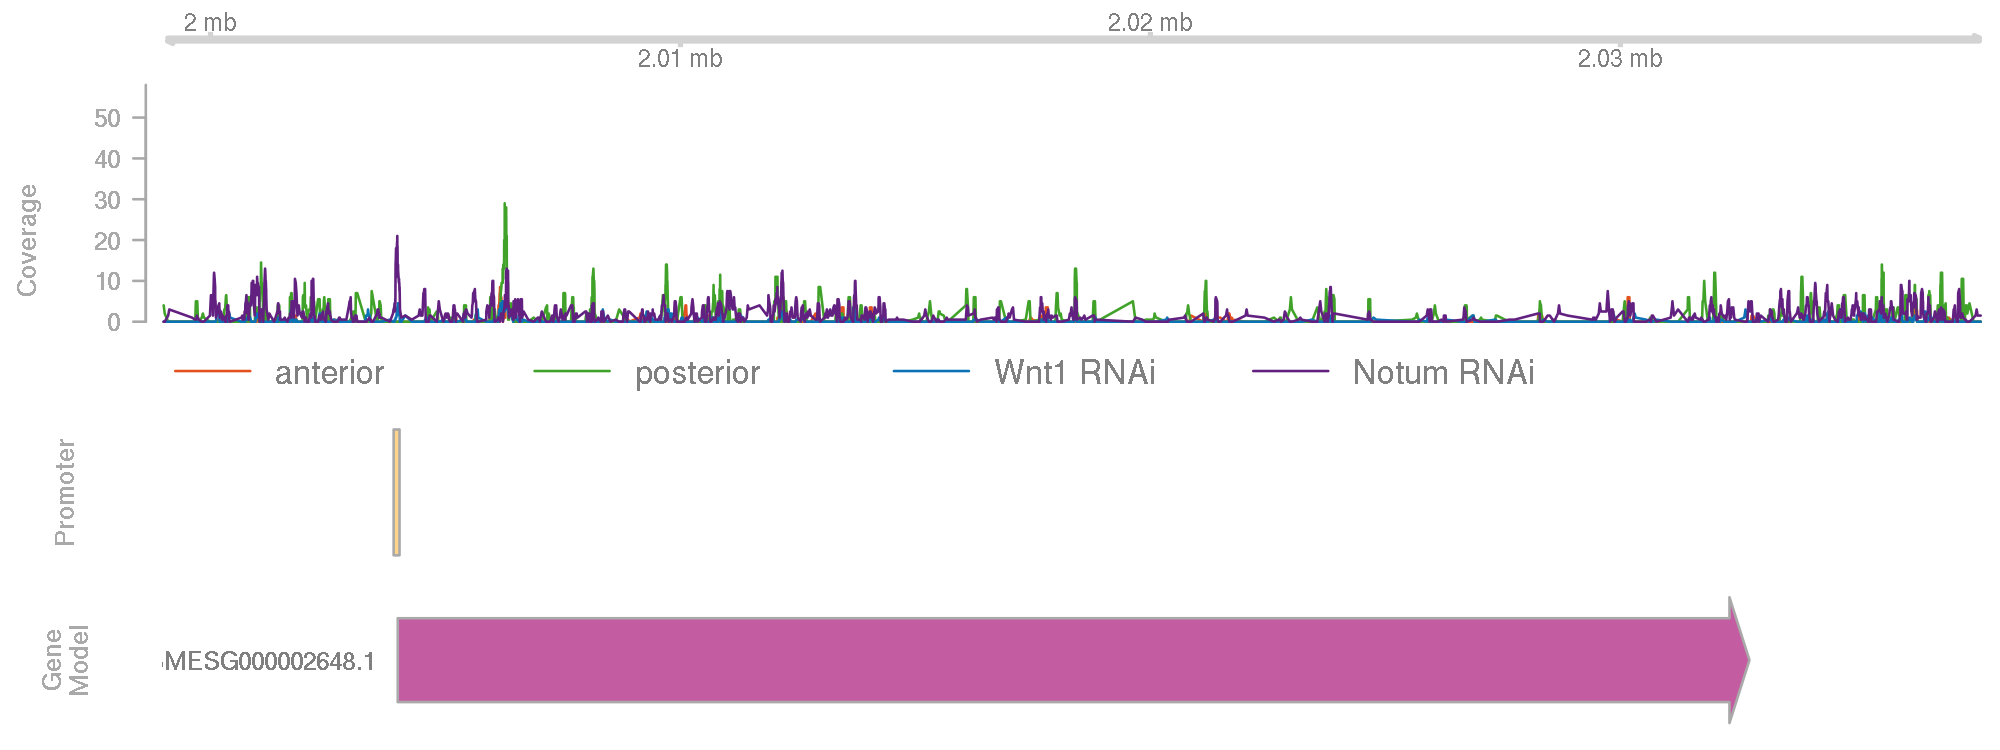 2 mb
2.02 mb
2.01 mb
2.03 mb
Coverage
50
40
30
20
10
0
anterior
posterior
Wnt1 RNAi
Notum RNAi
Promoter
Gene
Model
MESG000002648.1